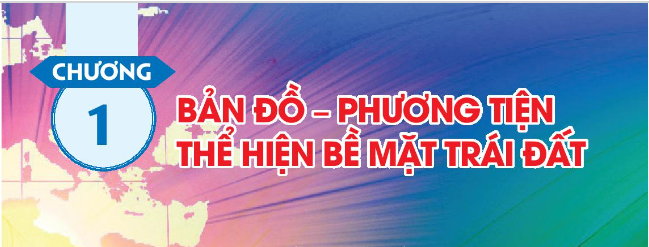 CHƯƠNG
1
BẢN ĐỒ – PHƯƠNG TIỆN
THỂ HIỆN BỀ MẶT TRÁI ĐẤT